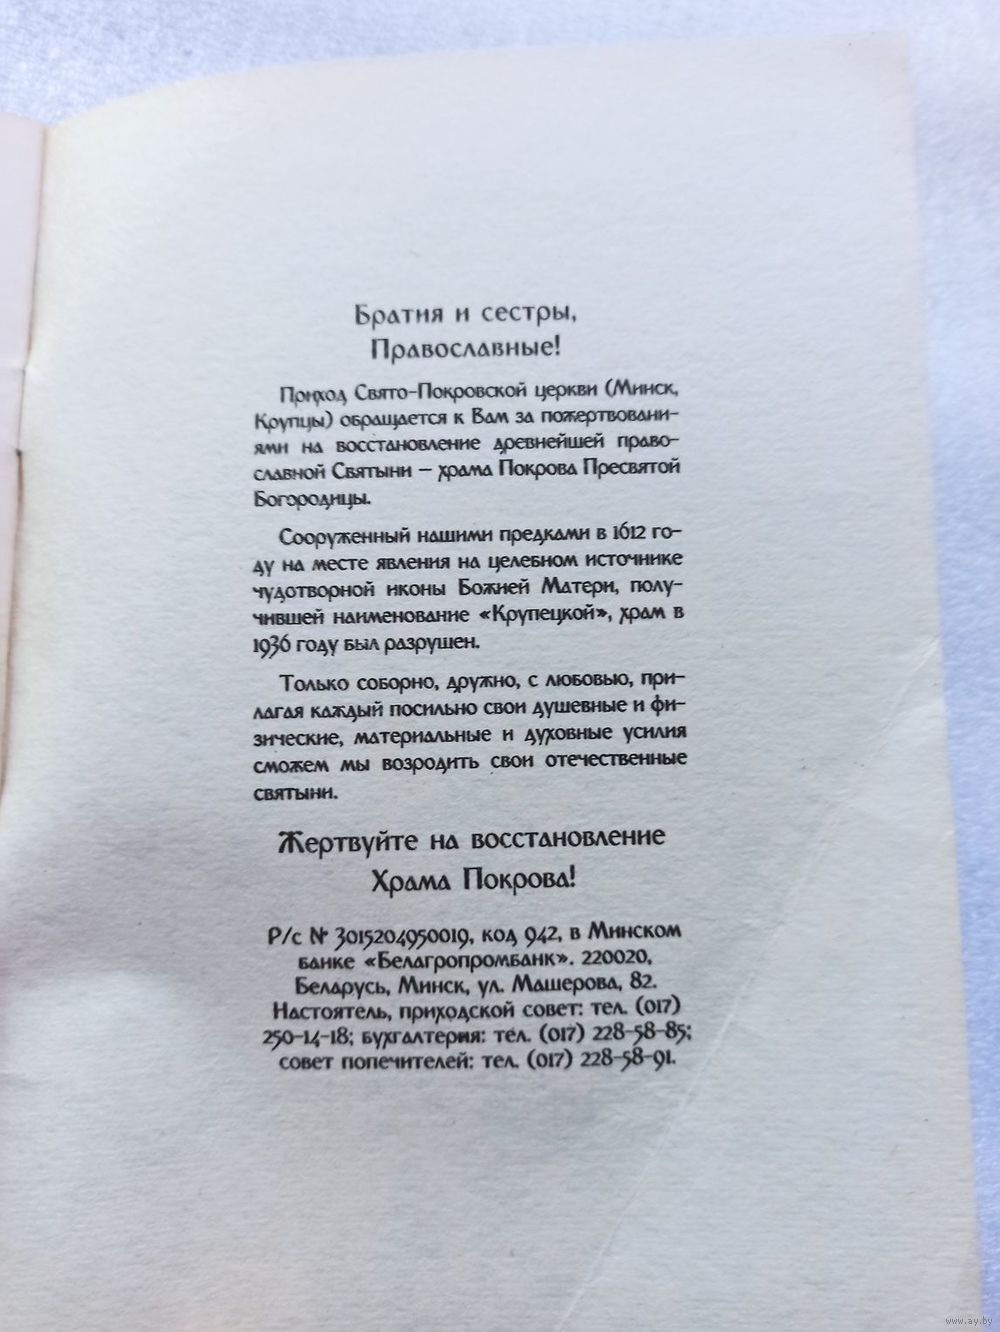 Братия и сестры,
Православные!
Приход Свято-Покровской церкви (Минск,
Крупцы) обращается к Вам за пожертвовани-
ями на восстановление древнейшей право-
славной Святыни – храма Покрова Пресвятой
Богородицы.
Сооруженный нашими предками в 1612 го-
ду на месте явления на целебном источнике
чудотворной иконы Божией Матери, полу-
чившей наименование «Крупецкой», храм в
1936 году был разрушен.
Только соборно, дружно, с любовью, при-
лагая каждый посильно свои душевные и фи-
зические, материальные и духовные усилия
сможем мы возродить свои отечественные
святыни.
Жертвуйте на восстановление
Храма Покрова!
Р/с № 3015204950019, код 942, в Минском
банке «Белагропромбанк». 220020,
Беларусь, Минск, ул. Машерова, 82.
Настоятель, приходской совет: тел. (017)
250-14-18; бухгалтерия: тел. (017) 228-58-85;
совет попечителей: тел. (017) 228-58-91.
www.ay.by